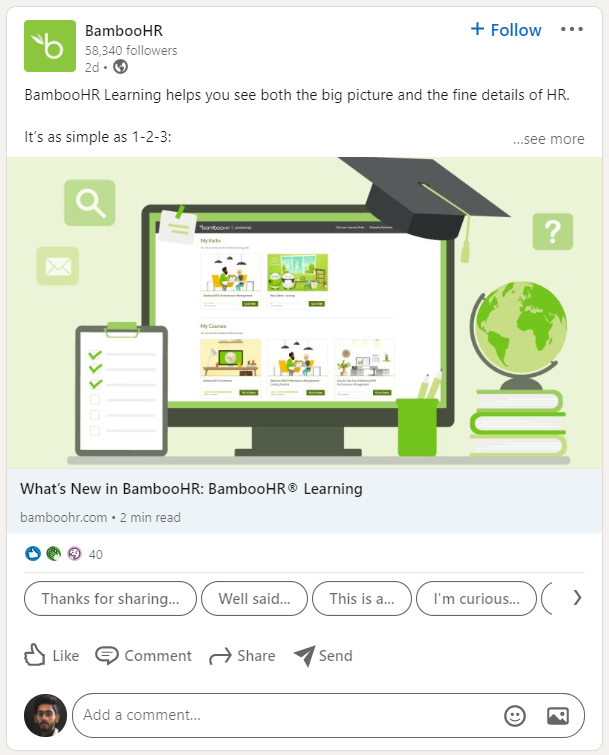 BambooHR
58,340 followers
2d •
+ Follow
BambooHR Learning helps you see both the big picture and the fine details of HR.
It's as simple as 1-2-3:
...see more
bambooHR
My Paths
?
My Courses
What's New in BambooHR: BambooHR® Learning
bamboohr.com • 2 min read
40
Thanks for sharing...
Well said...
This is a...
I'm curious...
Like
Comment
Share
Send
Add a comment...